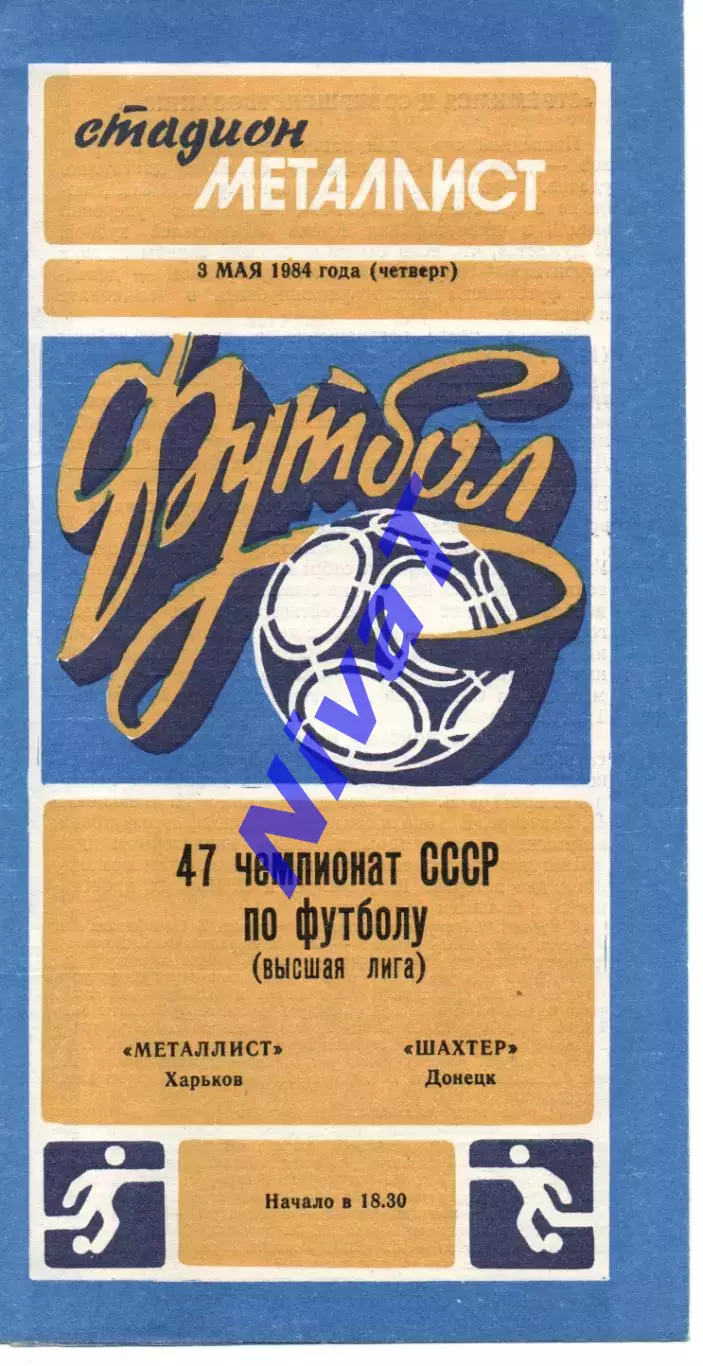 стадион
МЕТАЛЛИСТ
3 МАЯ 1984 года (четверг)
Футбол
NivaT
47 чемпионат СССР
по футболу
(высшая лига)
«МЕТАЛЛИСТ» «ШАХТЕР»
Харьков Донецк
Начало в 18.30